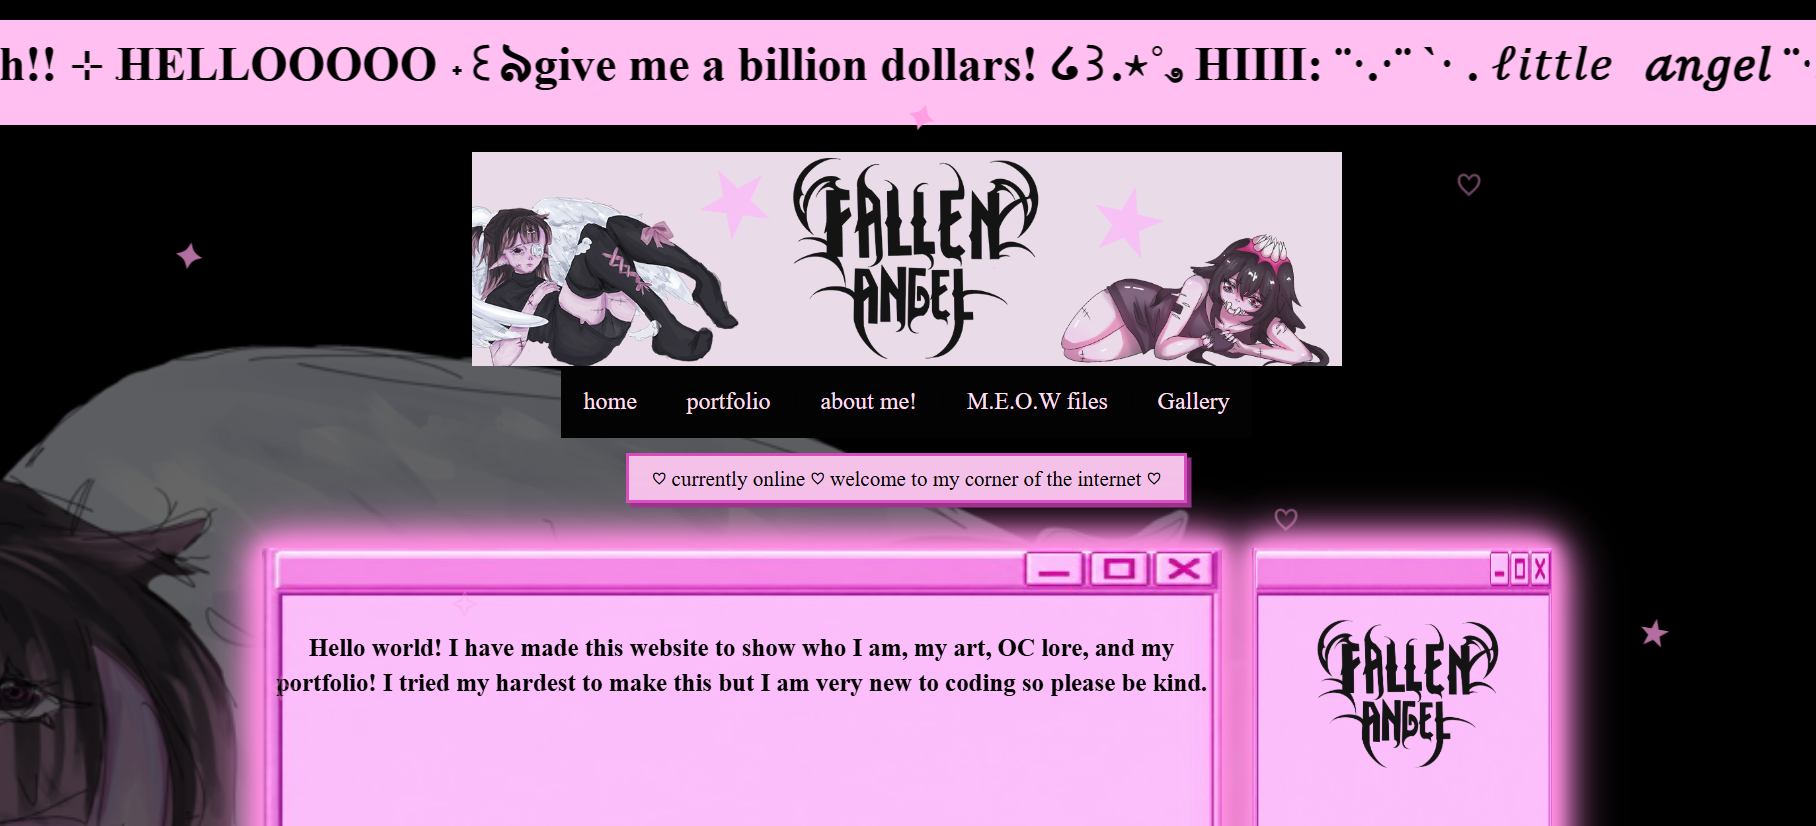 h!! ⊹ HELLOOOOO ˖ ꒰ঌgive me a billion dollars! ໒꒱.⋆˚౨ HIIII: ¨·.·¨ `· . 𝓁𝒾𝓉𝓉𝓁𝑒 𝒶𝓃𝑔𝑒𝓁 ¨·
FALLEN
ANGEL
home portfolio about me! M.E.O.W files Gallery
♡ currently online ♡ welcome to my corner of the internet ♡
Hello world! I have made this website to show who I am, my art, OC lore, and my
portfolio! I tried my hardest to make this but I am very new to coding so please be kind.
FALLEN
ANGEL